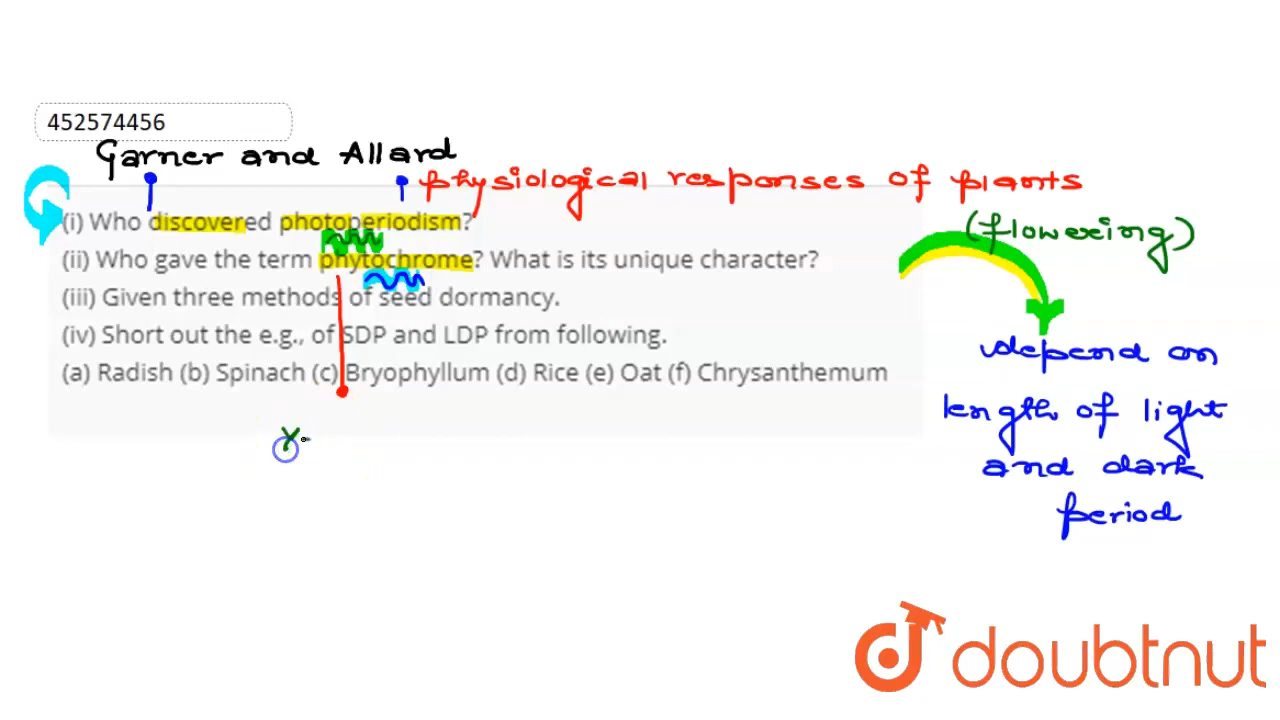 452574456
Garner and Allard
physiological responses of plants
(flowering)
(i) Who discovered photoperiodism?
(ii) Who gave the term phytochrome? What is its unique character?
(iii) Given three methods of seed dormancy.
(iv) Short out the e.g., of SDP and LDP from following.
(a) Radish (b) Spinach (c) Bryophyllum (d) Rice (e) Oat (f) Chrysanthemum
depend on
length of light
and dark
period
doubtnut